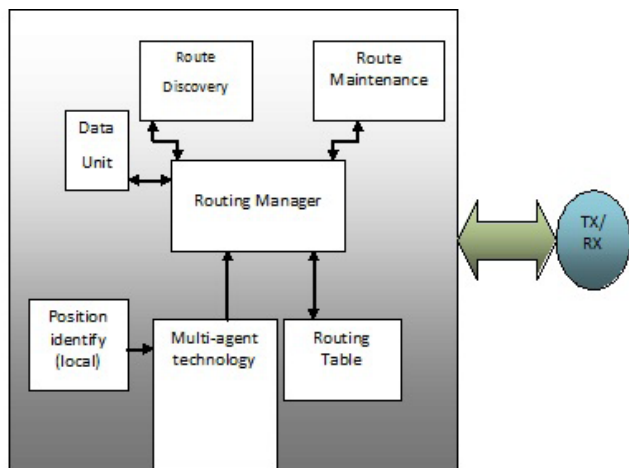 Route
Discovery
Route
Maintenance
Data
Unit
Routing Manager
TX/
RX
Position
identify
(local)
Multi-agent
technology
Routing
Table